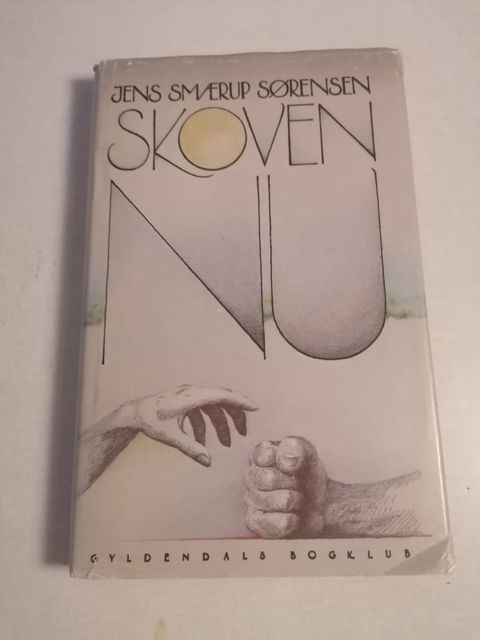 JENS SMÆRUP SØRENSEN
SKOVEN
NU
GYLDENDALS BOGKLUB